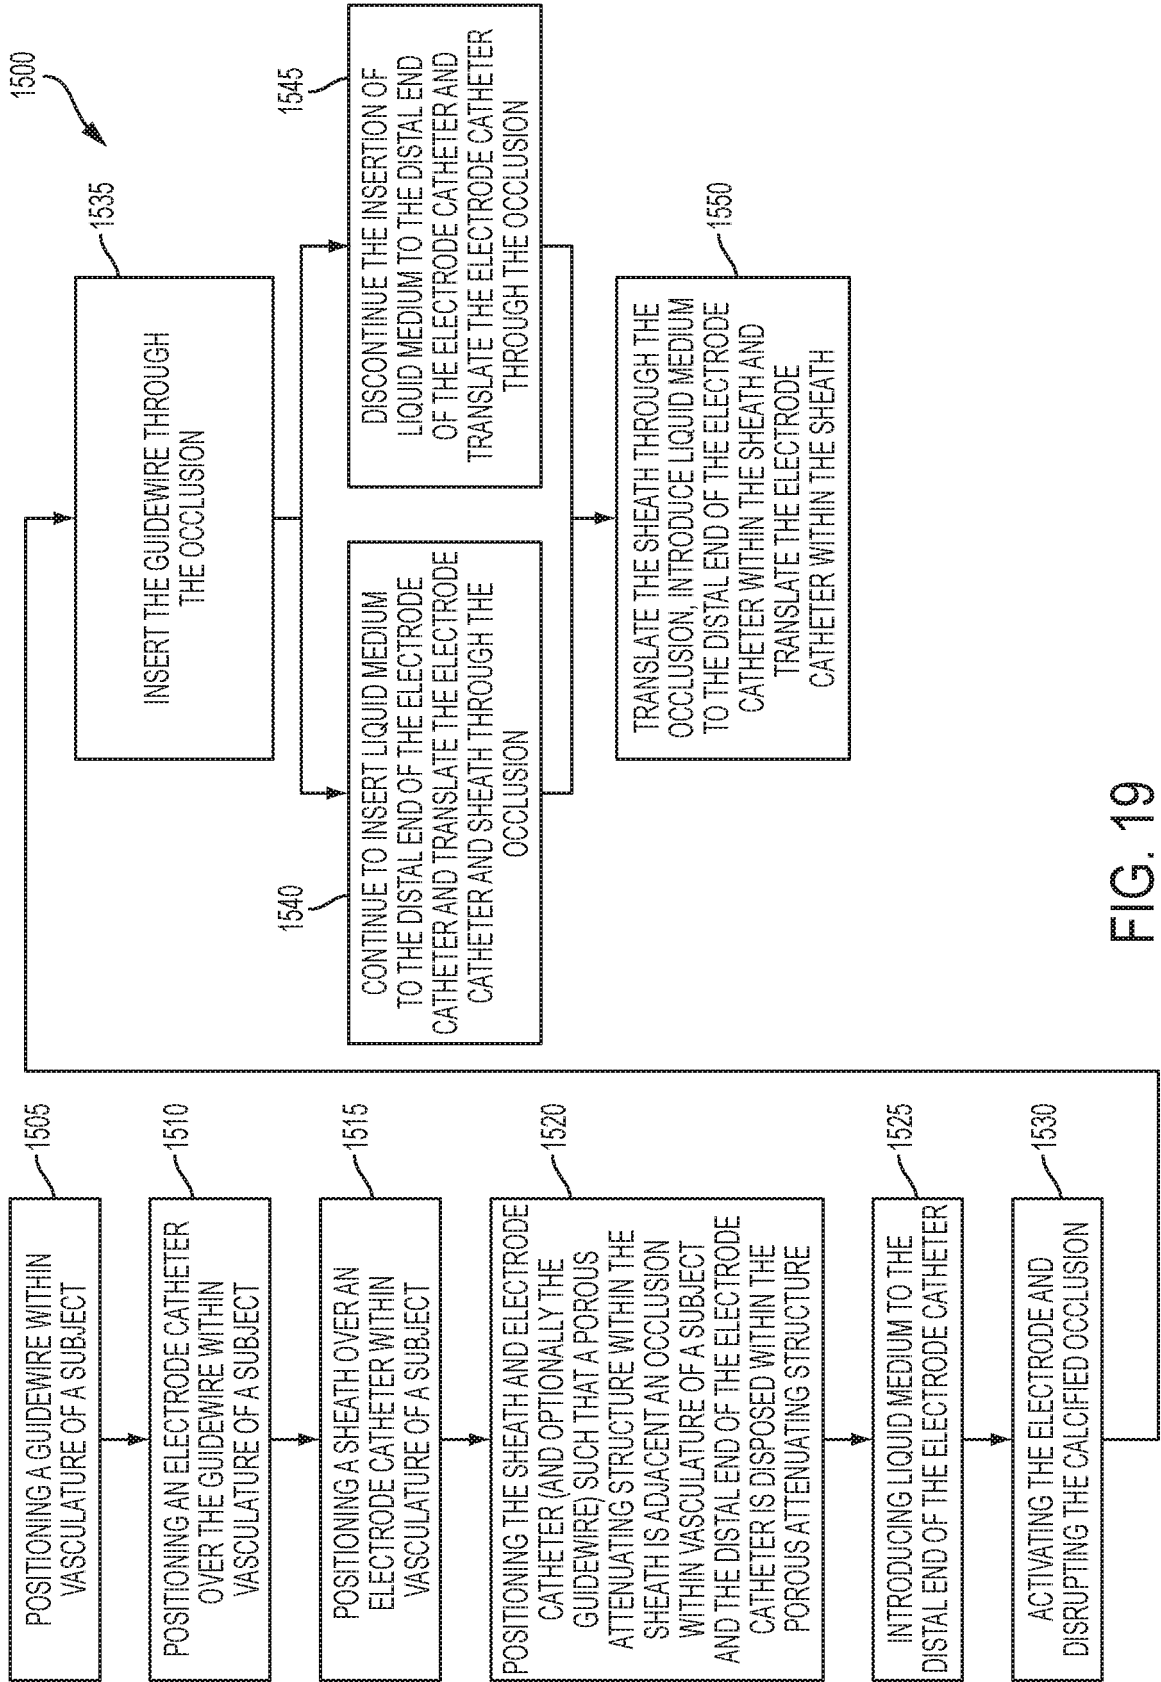 1500
POSITIONING A GUIDEWIRE WITHIN
VASCULATURE OF A SUBJECT
1505
POSITIONING AN ELECTRODE CATHETER
OVER THE GUIDEWIRE WITHIN
VASCULATURE OF A SUBJECT
1510
POSITIONING A SHEATH OVER AN
ELECTRODE CATHETER WITHIN
VASCULATURE OF A SUBJECT
1515
POSITIONING THE SHEATH AND ELECTRODE
CATHETER (AND OPTIONALLY THE
GUIDEWIRE) SUCH THAT A POROUS
ATTENUATING STRUCTURE WITHIN THE
SHEATH IS ADJACENT AN OCCLUSION
WITHIN VASCULATURE OF A SUBJECT
AND THE DISTAL END OF THE ELECTRODE
CATHETER IS DISPOSED WITHIN THE
POROUS ATTENUATING STRUCTURE
1520
INTRODUCING LIQUID MEDIUM TO THE
DISTAL END OF THE ELECTRODE CATHETER
1525
ACTIVATING THE ELECTRODE AND
DISRUPTING THE CALCIFIED OCCLUSION
1530
INSERT THE GUIDEWIRE THROUGH
THE OCCLUSION
1535
CONTINUE TO INSERT LIQUID MEDIUM
TO THE DISTAL END OF THE ELECTRODE
CATHETER AND TRANSLATE THE ELECTRODE
CATHETER AND SHEATH THROUGH THE
OCCLUSION
1540
DISCONTINUE THE INSERTION OF
LIQUID MEDIUM TO THE DISTAL END
OF THE ELECTRODE CATHETER AND
TRANSLATE THE ELECTRODE CATHETER
THROUGH THE OCCLUSION
1545
TRANSLATE THE SHEATH THROUGH THE
OCCLUSION, INTRODUCE LIQUID MEDIUM
TO THE DISTAL END OF THE ELECTRODE
CATHETER WITHIN THE SHEATH AND
TRANSLATE THE ELECTRODE
CATHETER WITHIN THE SHEATH
1550
FIG. 19